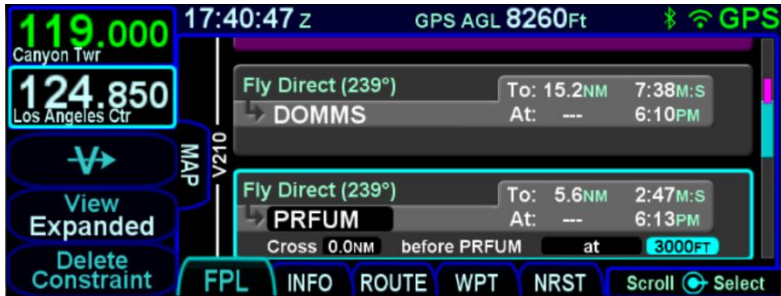 119.000
Canyon Twr
17:40:47 Z
GPS AGL 8260Ft
GPS
124.850
Los Angeles Ctr
MAP
V210
Fly Direct (239°)
DOMMS
To: 15.2NM 7:38M:S
At: --- 6:10PM
View
Expanded
Fly Direct (239°)
PRFUM
To: 5.6NM 2:47M:S
At: --- 6:13PM
Cross 0.0NM before PRFUM at 3000FT
Delete
Constraint
FPL INFO ROUTE WPT NRST Scroll Select